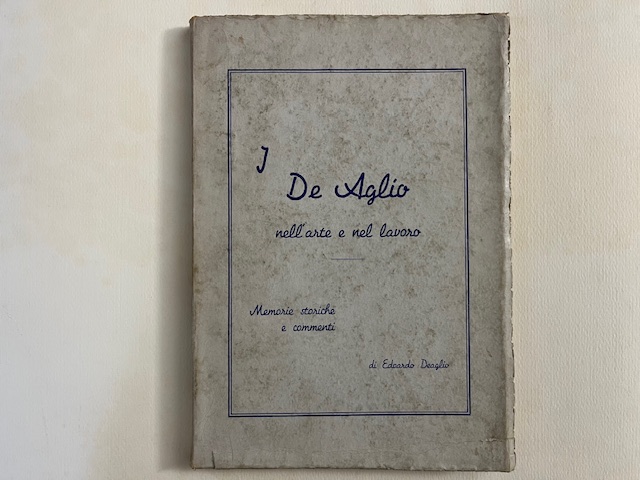 I
De Aglio
nell'arte e nel lavoro
Memorie storiche
e commenti
di Edoardo Deaglio